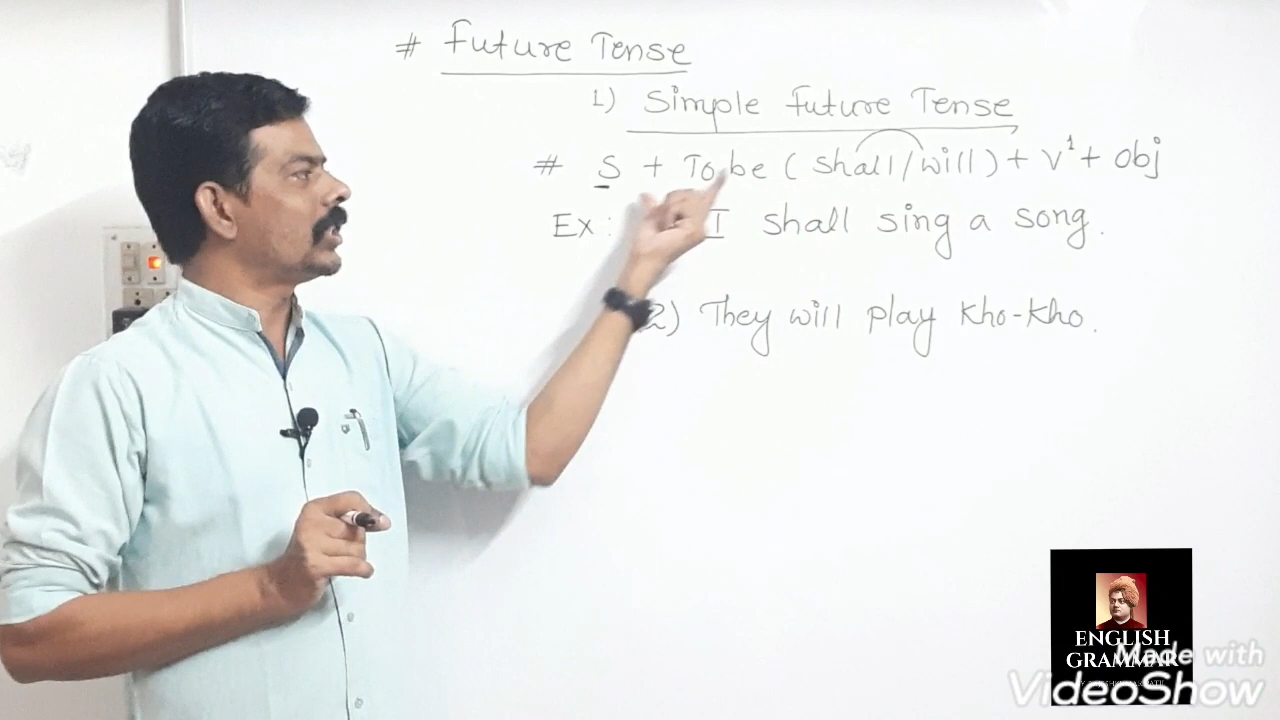 # Future Tense
1) Simple Future Tense
# S + To be (shall/will) + V¹ + Obj
Ex: I shall sing a song.
2) They will play Kho-Kho.
ENGLISH
GRAMMAR
Made with
VideoShow